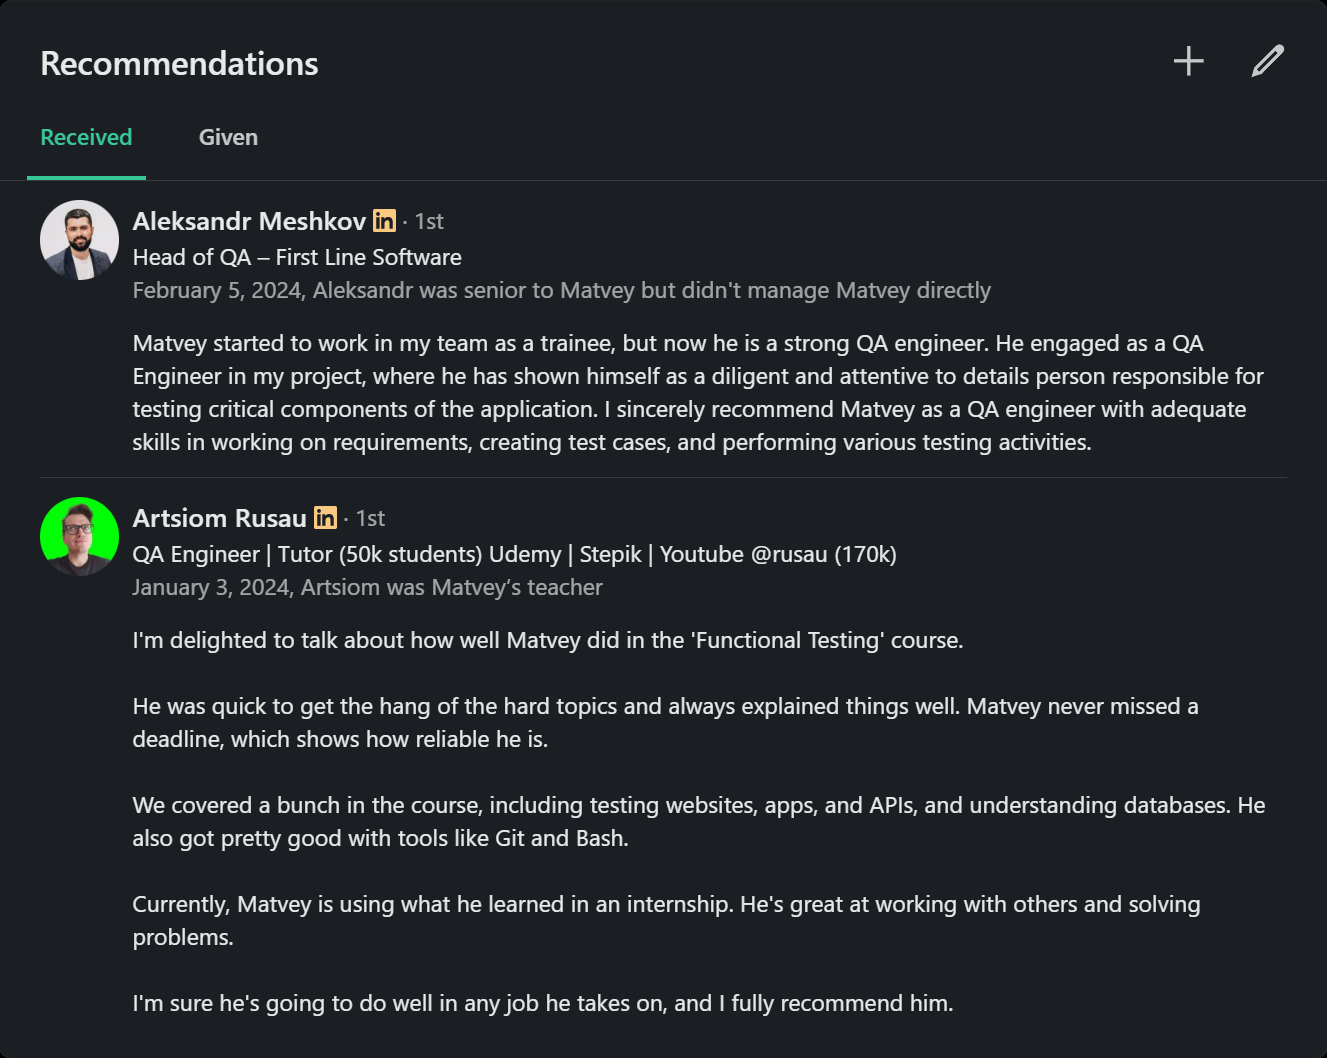 Recommendations
Received
Given
Aleksandr Meshkov in · 1st
Head of QA – First Line Software
February 5, 2024, Aleksandr was senior to Matvey but didn't manage Matvey directly
Matvey started to work in my team as a trainee, but now he is a strong QA engineer. He engaged as a QA
Engineer in my project, where he has shown himself as a diligent and attentive to details person responsible for
testing critical components of the application. I sincerely recommend Matvey as a QA engineer with adequate
skills in working on requirements, creating test cases, and performing various testing activities.
Artsiom Rusau in · 1st
QA Engineer | Tutor (50k students) Udemy | Stepik | Youtube @rusau (170k)
January 3, 2024, Artsiom was Matvey’s teacher
I'm delighted to talk about how well Matvey did in the 'Functional Testing' course.
He was quick to get the hang of the hard topics and always explained things well. Matvey never missed a
deadline, which shows how reliable he is.
We covered a bunch in the course, including testing websites, apps, and APIs, and understanding databases. He
also got pretty good with tools like Git and Bash.
Currently, Matvey is using what he learned in an internship. He's great at working with others and solving
problems.
I'm sure he's going to do well in any job he takes on, and I fully recommend him.